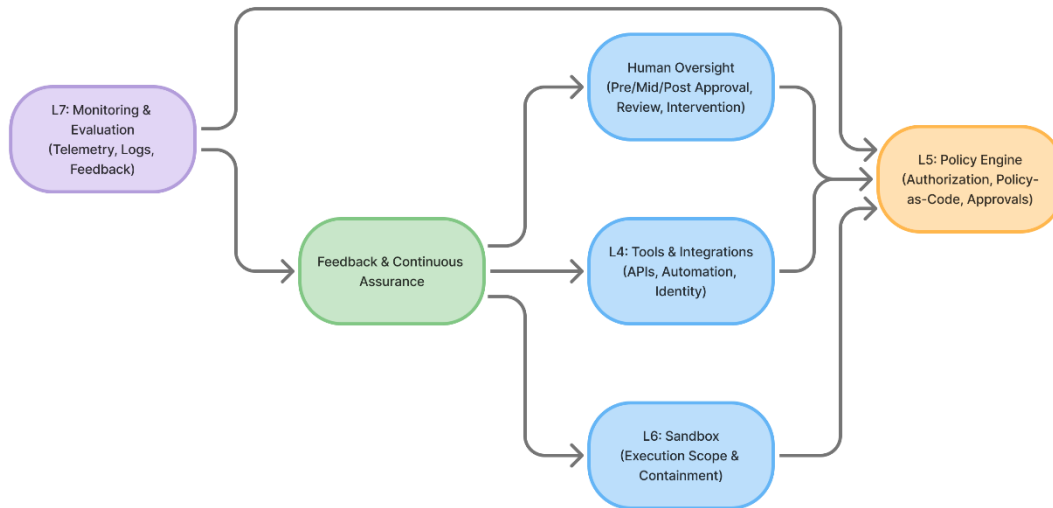 L7: Monitoring &
Evaluation
(Telemetry, Logs,
Feedback)
Feedback & Continuous
Assurance
Human Oversight
(Pre/Mid/Post Approval,
Review, Intervention)
L4: Tools & Integrations
(APIs, Automation,
Identity)
L6: Sandbox
(Execution Scope &
Containment)
L5: Policy Engine
(Authorization, Policy-
as-Code, Approvals)